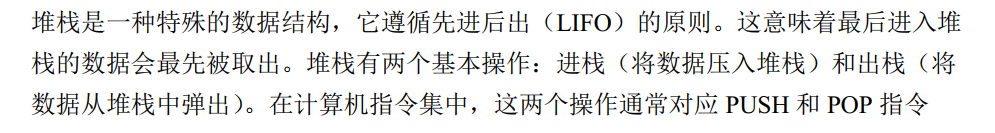 堆栈是一种特殊的数据结构，它遵循先进后出（LIFO）的原则。这意味着最后进入堆
栈的数据会最先被取出。堆栈有两个基本操作：进栈（将数据压入堆栈）和出栈（将
数据从堆栈中弹出）。在计算机指令集中，这两个操作通常对应 PUSH 和 POP 指令